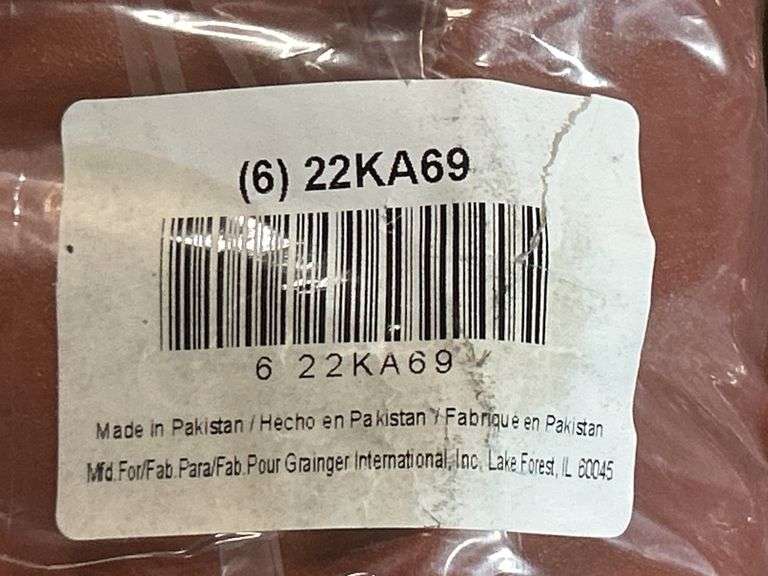 (6) 22KA69
6 22KA69
Made in Pakistan / Hecho en Pakistan / Fabriqué en Pakistan
Mfd.For/Fab.Para/Fab.Pour Grainger International, Inc. Lake Forest, IL 60045